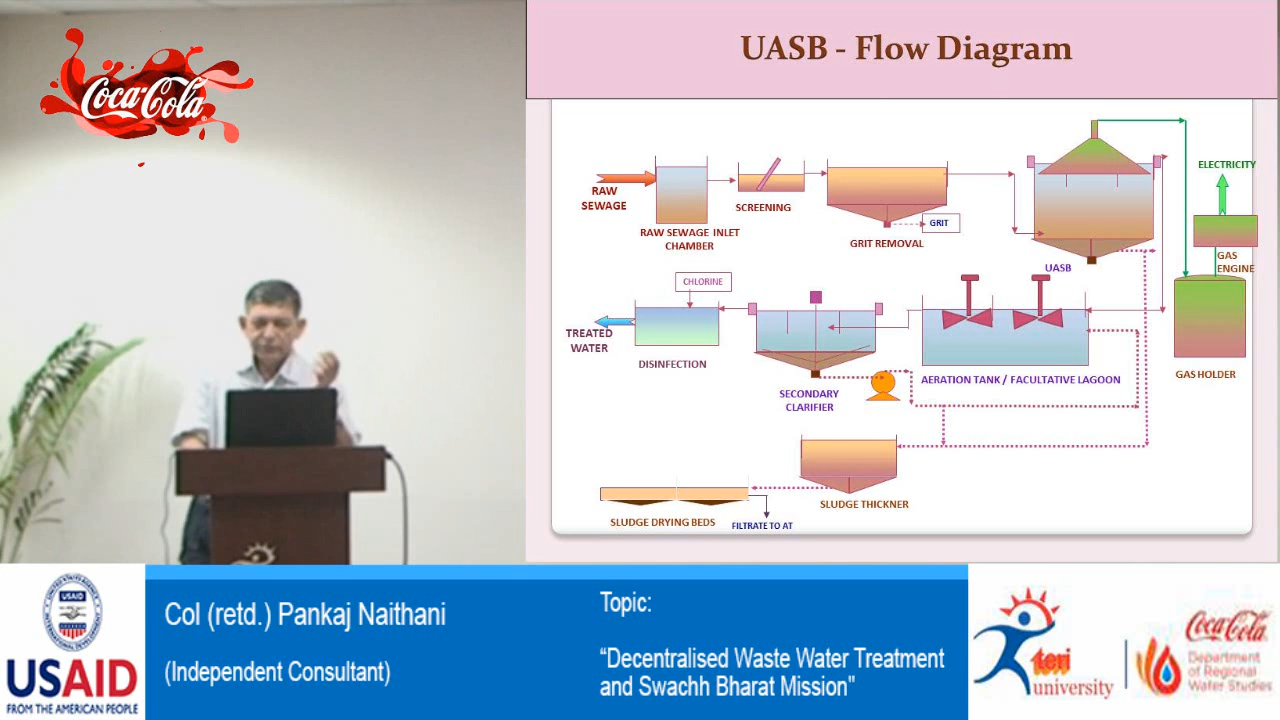 Coca-Cola
UASB - Flow Diagram
RAW
SEWAGE
RAW SEWAGE INLET
CHAMBER
SCREENING
GRIT REMOVAL
GRIT
UASB
ELECTRICITY
GAS
ENGINE
GAS HOLDER
CHLORINE
TREATED
WATER
DISINFECTION
SECONDARY
CLARIFIER
AERATION TANK / FACULTATIVE LAGOON
SLUDGE THICKNER
SLUDGE DRYING BEDS
FILTRATE TO AT
USAID
USAID
FROM THE AMERICAN PEOPLE
Col (retd.) Pankaj Naithani
(Independent Consultant)
Topic:
“Decentralised Waste Water Treatment
and Swachh Bharat Mission"
teri
university
Coca-Cola
Department
of Regional
Water Studies